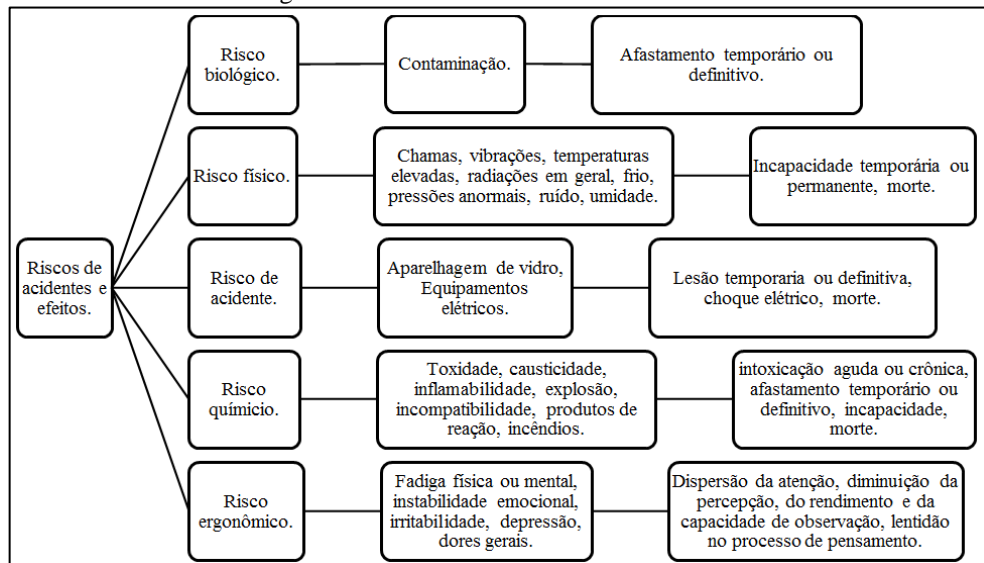 Riscos de
acidentes e
efeitos.
Risco
biológico.
Contaminação.
Afastamento temporário ou
definitivo.
Risco físico.
Chamas, vibrações, temperaturas
elevadas, radiações em geral, frio,
pressões anormais, ruído, umidade.
Incapacidade temporária ou
permanente, morte.
Risco de
acidente.
Aparelhagem de vidro,
Equipamentos
elétricos.
Lesão temporaria ou definitiva,
choque elétrico, morte.
Risco
químicio.
Toxidade, causticidade,
inflamabilidade, explosão,
incompatibilidade, produtos de
reação, incêndios.
intoxicação aguda ou crônica,
afastamento temporário ou
definitivo, incapacidade,
morte.
Risco
ergonômico.
Fadiga física ou mental,
instabilidade emocional,
irritabilidade, depressão,
dores gerais.
Dispersão da atenção, diminuição da
percepção, do rendimento e da
capacidade de observação, lentidão
no processo de pensamento.